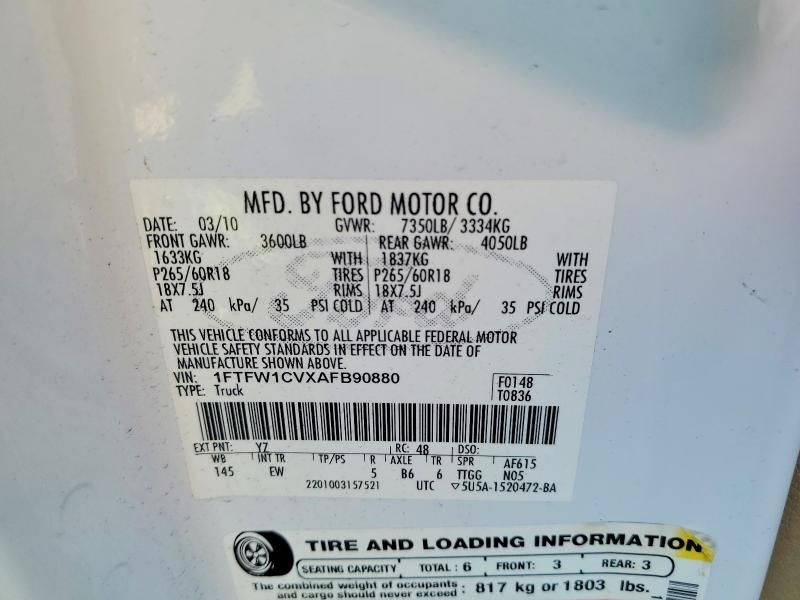 MFD. BY FORD MOTOR CO.
DATE: 03/10 GVWR: 7350LB/ 3334KG
FRONT GAWR: 3600LB REAR GAWR: 4050LB
1633KG WITH 1837KG WITH
P265/60R18 TIRES P265/60R18 TIRES
18X7.5J RIMS 18X7.5J RIMS
AT 240 kPa/ 35 PSI COLD AT 240 kPa/ 35 PSI COLD
THIS VEHICLE CONFORMS TO ALL APPLICABLE FEDERAL MOTOR
VEHICLE SAFETY STANDARDS IN EFFECT ON THE DATE OF
MANUFACTURE SHOWN ABOVE.
VIN: 1FTFW1CVXAFB90880 F0148
TYPE: Truck T0836
EXT PNT: YZ RC: 48 DSO:
WB INT TR TP/PS R AXLE TR SPR AF615
145 EW 5 B6 6 TTGG N05
2201003157521 UTC ▽5U5A-1520472-BA
TIRE AND LOADING INFORMATION
SEATING CAPACITY TOTAL : 6 FRONT: 3 REAR: 3
The combined weight of occupants
and cargo should never exceed : 817 kg or 1803 lbs.